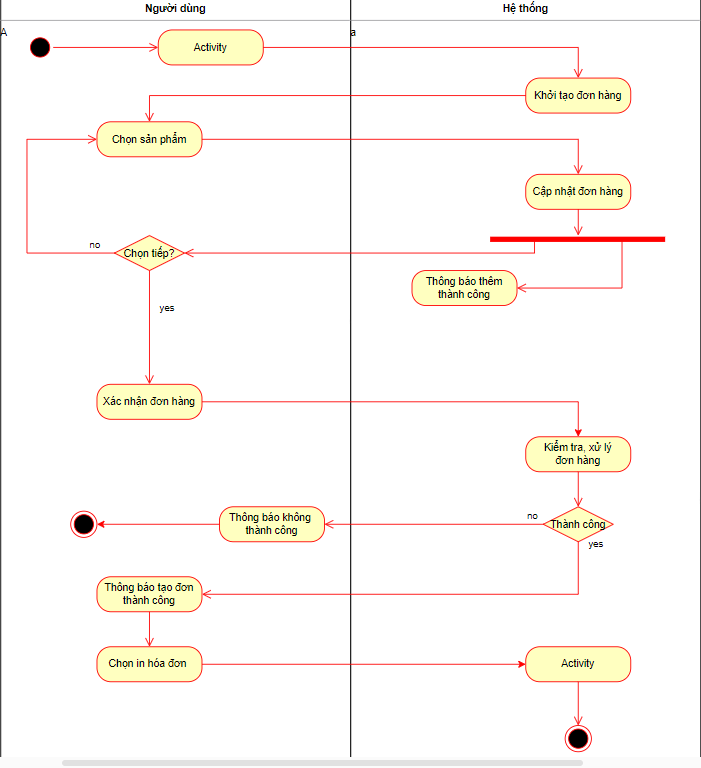 Người dùng
Hệ thống
A
a
Activity
Khởi tạo đơn hàng
Chọn sản phẩm
Cập nhật đơn hàng
no
Chọn tiếp?
Thông báo thêm
thành công
yes
Xác nhận đơn hàng
Kiểm tra, xử lý
đơn hàng
Thông báo không
thành công
no
Thành công
yes
Thông báo tạo đơn
thành công
Chọn in hóa đơn
Activity